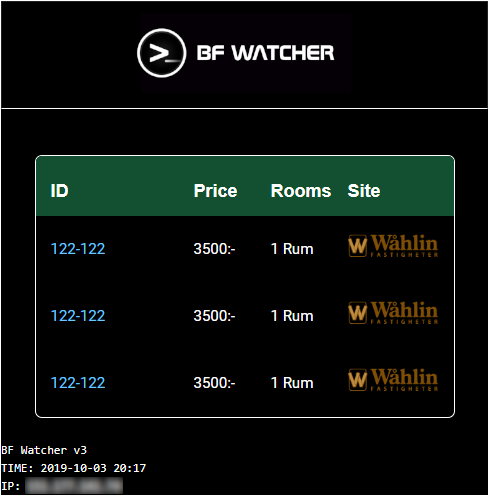 >_ BF WATCHER
ID Price Rooms Site
122-122 3500:- 1 Rum W Wåhlin FASTIGHETER
122-122 3500:- 1 Rum W Wåhlin FASTIGHETER
122-122 3500:- 1 Rum W Wåhlin FASTIGHETER
BF Watcher v3
TIME: 2019-10-03 20:17
IP: